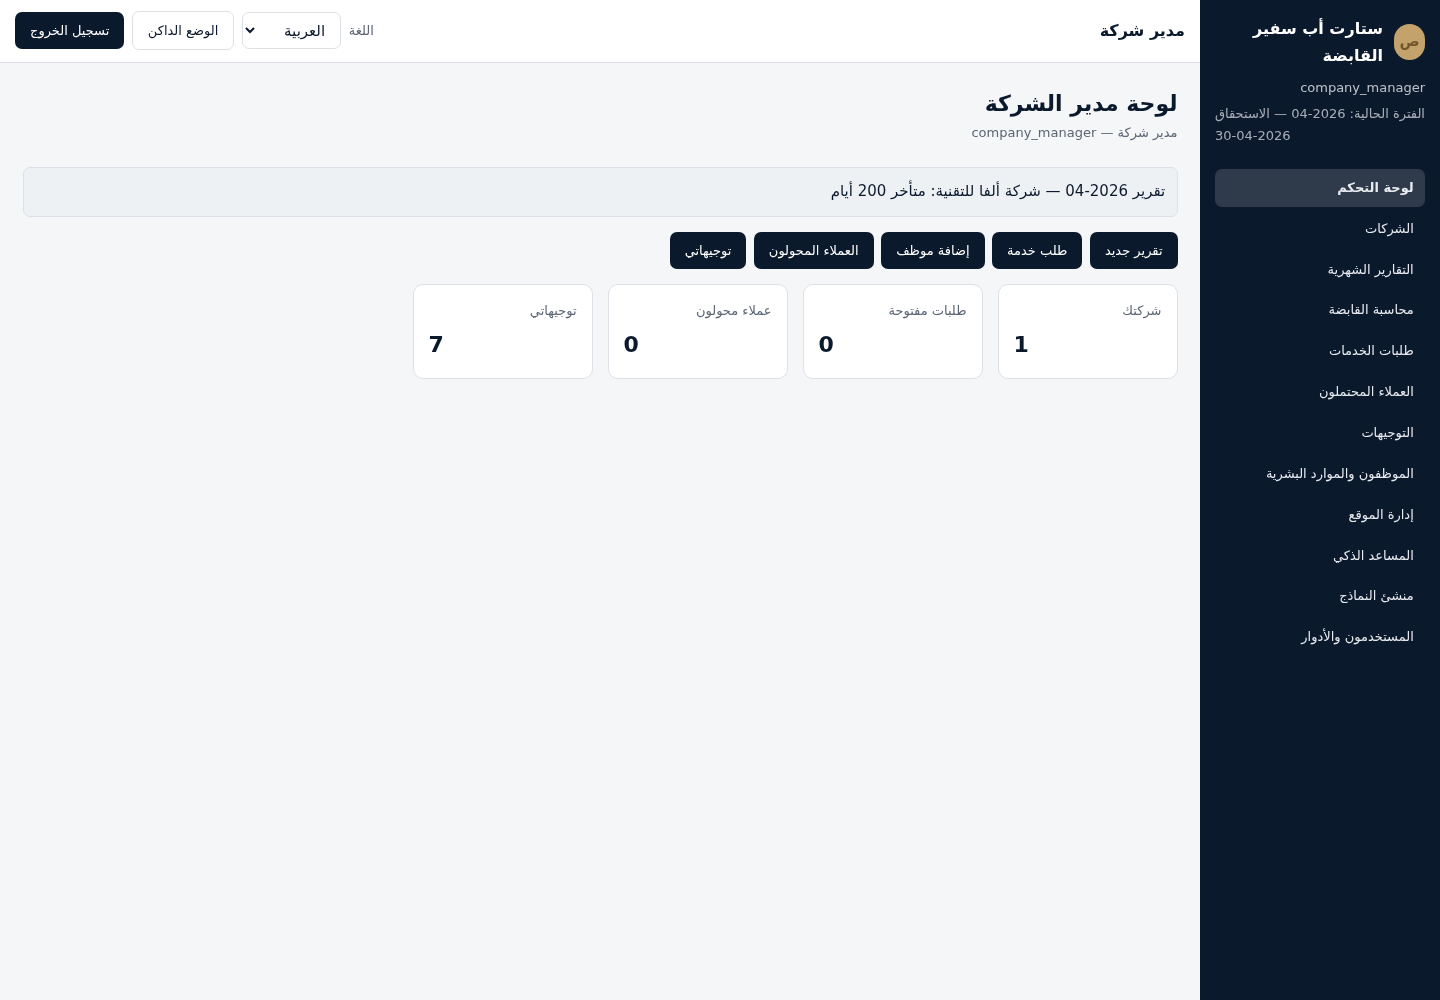 ص
ستارت أب سفير
القابضة
company_manager
الفترة الحالية: 2026-04 — الاستحقاق
2026-04-30
لوحة التحكم
الشركات
التقارير الشهرية
محاسبة القابضة
طلبات الخدمات
العملاء المحتملون
التوجيهات
الموظفون والموارد البشرية
إدارة الموقع
المساعد الذكي
منشئ النماذج
المستخدمون والأدوار
مدير شركة
اللغة
العربية
الوضع الداكن
تسجيل الخروج
لوحة مدير الشركة
مدير شركة — company_manager
تقرير 2026-04 — شركة ألفا للتقنية: متأخر 200 أيام
تقرير جديد
طلب خدمة
إضافة موظف
العملاء المحولون
توجيهاتي
شركتك
1
طلبات مفتوحة
0
عملاء محولون
0
توجيهاتي
7